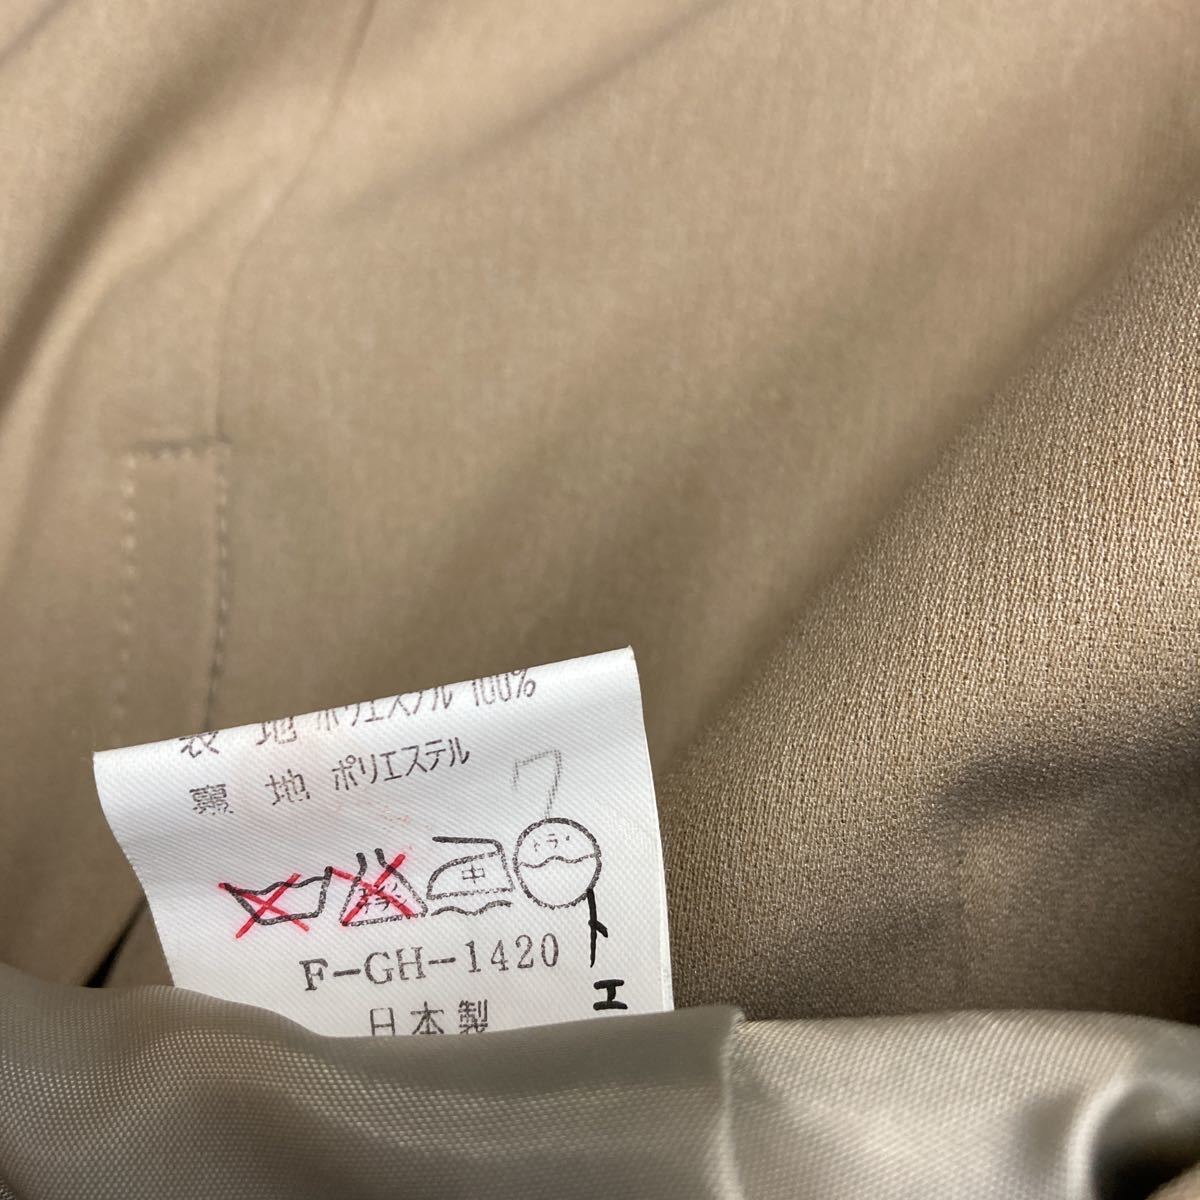 表 地 ポリエステル 100%
裏 地 ポリエステル
7
中
ドライ
F-GH-1420
日本製
トエ